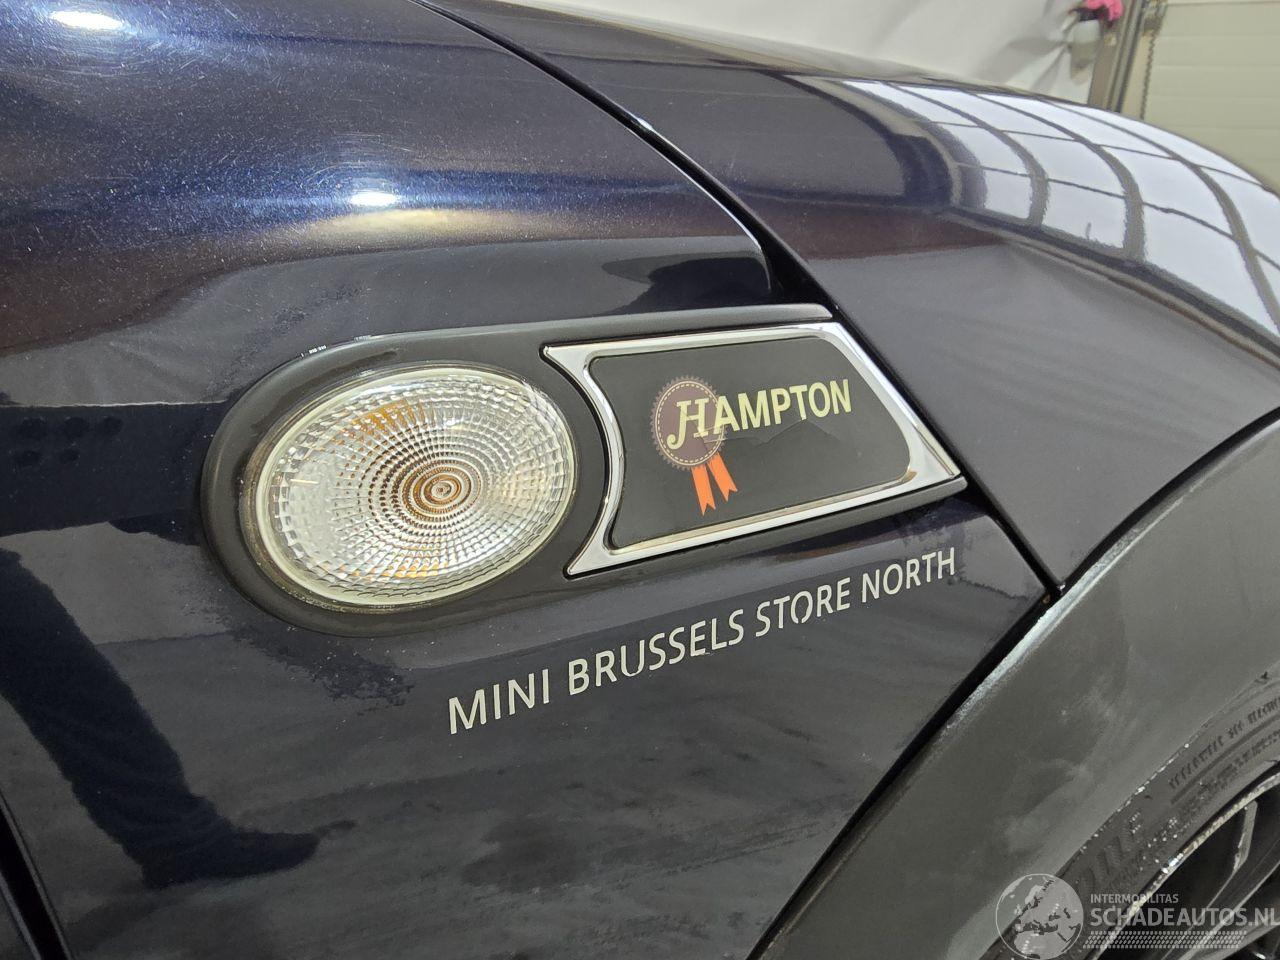 HAMPTON
MINI BRUSSELS STORE NORTH
INTERMOBILITAS
SCHADEAUTOS.NL